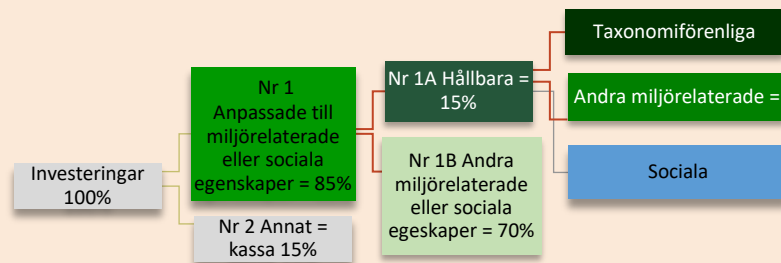 Investeringar
100%
Nr 1
Anpassade till
miljörelaterade
eller sociala
egenskaper = 85%
Nr 2 Annat =
kassa 15%
Nr 1A Hållbara =
15%
Nr 1B Andra
miljörelaterade
eller sociala
egeskaper = 70%
Taxonomiförenliga
Andra miljörelaterade =
Sociala